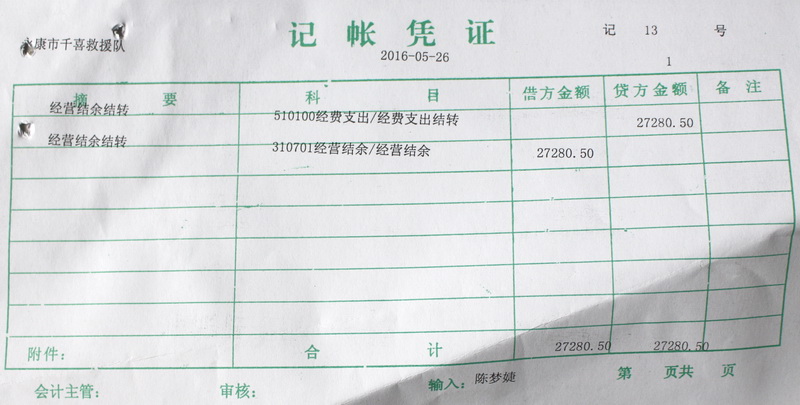 记 帐 凭 证
永康市千喜救援队 记 13 号
2016-05-26
1
摘 要 科 目 借方金额 贷方金额 备 注
经营结余结转 510100经费支出/经费支出结转 27280.50
经营结余结转 310701经营结余/经营结余 27280.50
附件： 合 计 27280.50 27280.50
会计主管： 审核： 输入：陈梦婕 第 页共 页